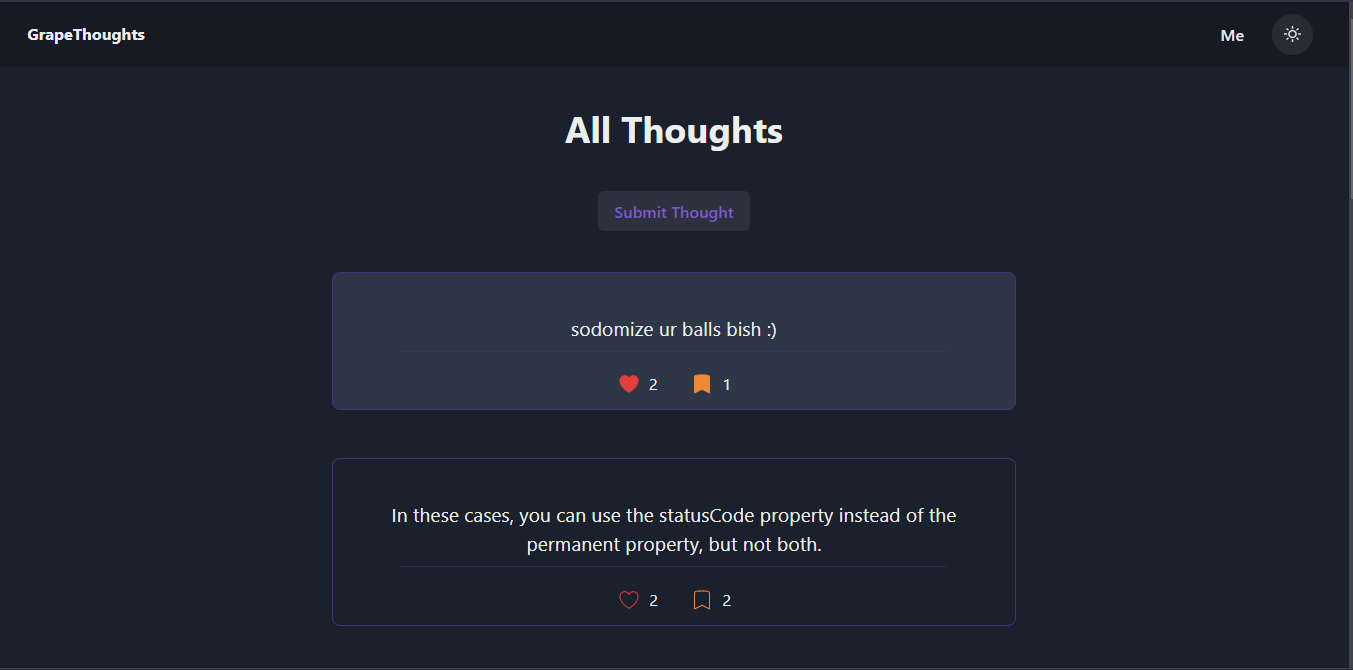 GrapeThoughts
Me
All Thoughts
Submit Thought
sodomize ur balls bish :)
2
1
In these cases, you can use the statusCode property instead of the
permanent property, but not both.
2
2